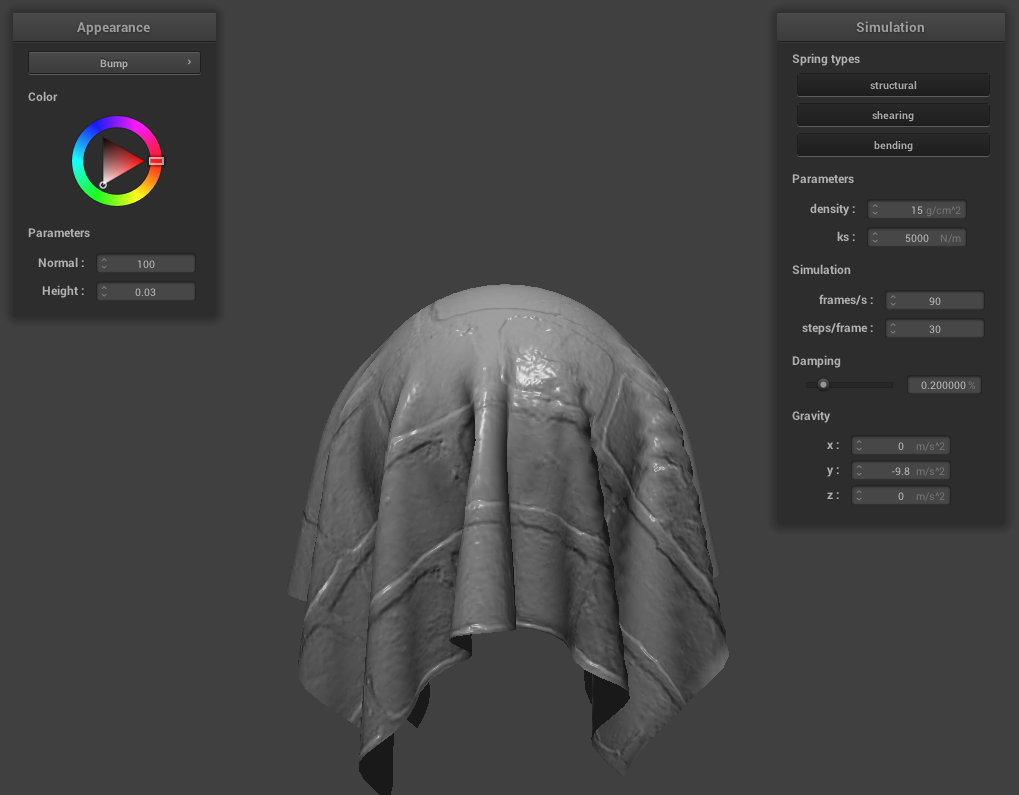 Appearance
Bump ›
Color
Parameters
Normal : 100
Height : 0.03
Simulation
Spring types
structural
shearing
bending
Parameters
density : 15 g/cm^2
ks : 5000 N/m
Simulation
frames/s : 90
steps/frame : 30
Damping
0.200000 %
Gravity
x : 0 m/s^2
y : -9.8 m/s^2
z : 0 m/s^2